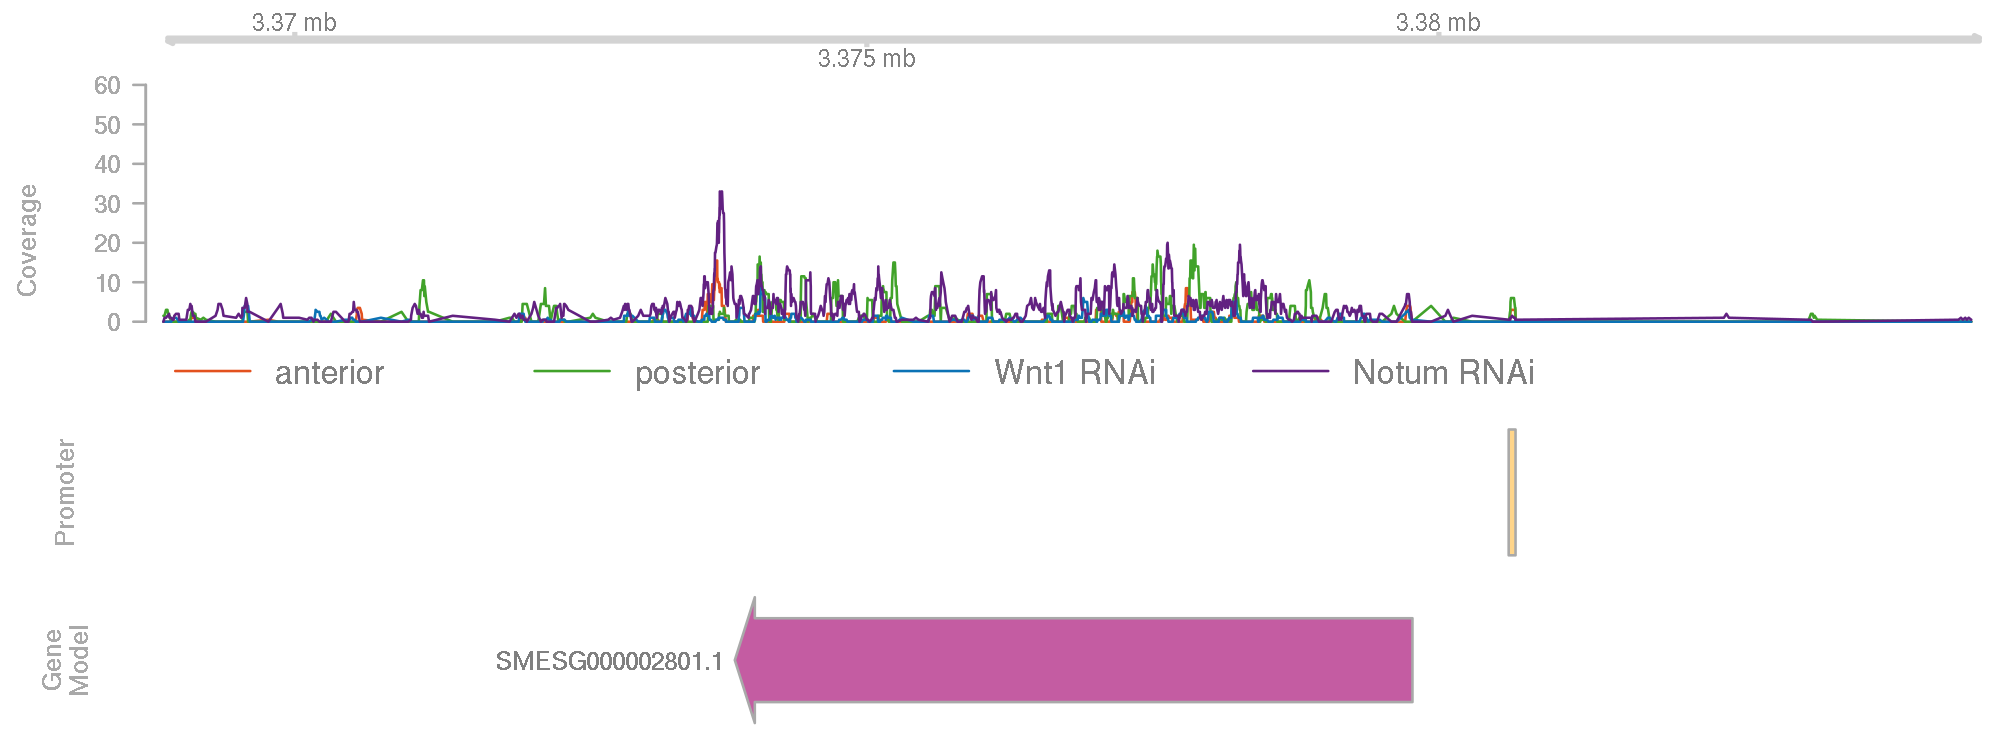 3.37 mb
3.38 mb
3.375 mb
60
50
40
30
20
10
0
Coverage
anterior
posterior
Wnt1 RNAi
Notum RNAi
Promoter
Gene
Model
SMESG000002801.1